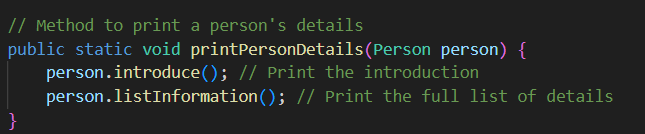 // Method to print a person's details
public static void printPersonDetails(Person person) {
    person.introduce(); // Print the introduction
    person.listInformation(); // Print the full list of details
}